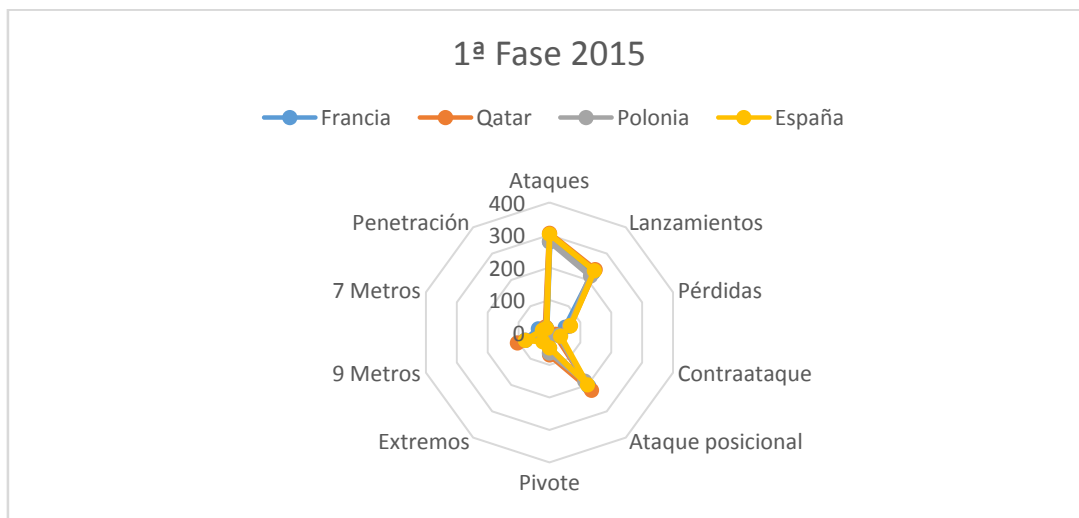 1ª Fase 2015
Francia Qatar Polonia España
Ataques
400
Penetración
Lanzamientos
300
200
7 Metros
Pérdidas
100
0
9 Metros
Contraataque
Extremos
Ataque posicional
Pivote